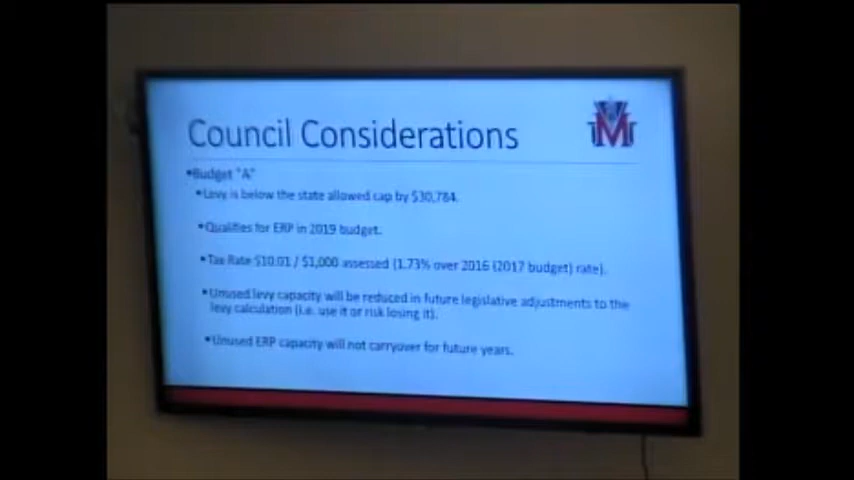 Council Considerations
WM
•Budget "A"
•Levy is below the state allowed cap by $30,784.
•Qualifies for ERP in 2019 budget.
•Tax Rate $10.01 / $1,000 assessed (1.73% over 2016 (2017 budget) rate).
•Unused levy capacity will be reduced in future legislative adjustments to the
levy calculation (i.e. use it or risk losing it).
•Unused ERP capacity will not carryover for future years.